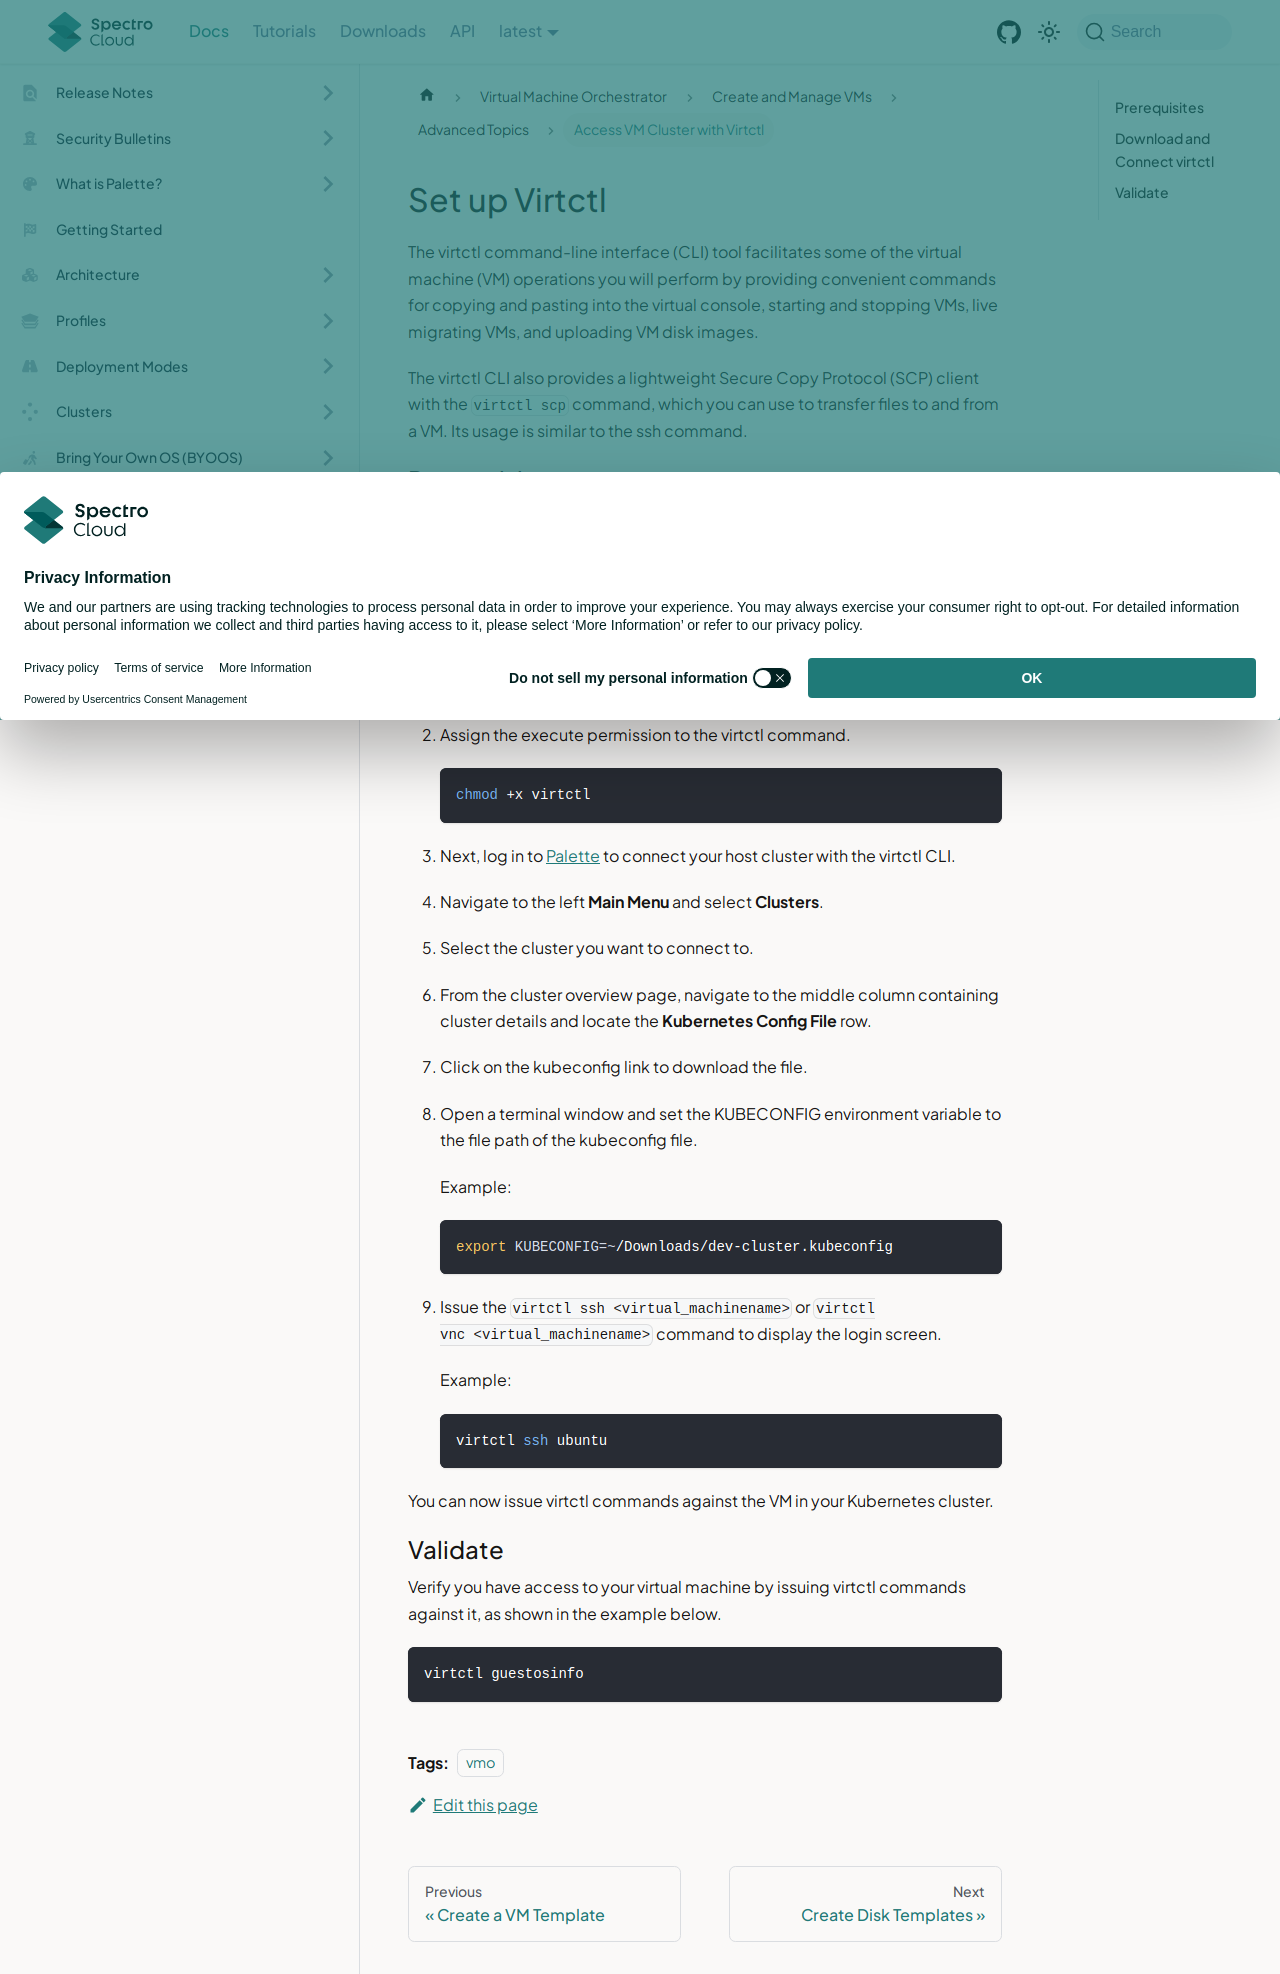 Spectro Cloud
Docs
Tutorials
Downloads
API
latest
Search
Release Notes
Security Bulletins
What is Palette?
Getting Started
Architecture
Profiles
Deployment Modes
Clusters
Bring Your Own OS (BYOOS)
Virtual Machine Orchestrator
Create and Manage VMs
Advanced Topics
Access VM Cluster with Virtctl
Set up Virtctl
The virtctl command-line interface (CLI) tool facilitates some of the virtual
machine (VM) operations you will perform by providing convenient commands
for copying and pasting into the virtual console, starting and stopping VMs, live
migrating VMs, and uploading VM disk images.
The virtctl CLI also provides a lightweight Secure Copy Protocol (SCP) client
with the virtctl scp command, which you can use to transfer files to and from
a VM. Its usage is similar to the ssh command.
Prerequisites
Download and
Connect virtctl
Validate
Spectro Cloud
Privacy Information
We and our partners are using tracking technologies to process personal data in order to improve your experience. You may always exercise your consumer right to opt-out. For detailed information
about personal information we collect and third parties having access to it, please select ‘More Information’ or refer to our privacy policy.
Privacy policy Terms of service More Information
Powered by Usercentrics Consent Management
Do not sell my personal information
OK
2. Assign the execute permission to the virtctl command.
chmod +x virtctl
3. Next, log in to Palette to connect your host cluster with the virtctl CLI.
4. Navigate to the left Main Menu and select Clusters.
5. Select the cluster you want to connect to.
6. From the cluster overview page, navigate to the middle column containing
cluster details and locate the Kubernetes Config File row.
7. Click on the kubeconfig link to download the file.
8. Open a terminal window and set the KUBECONFIG environment variable to
the file path of the kubeconfig file.
Example:
export KUBECONFIG=~/Downloads/dev-cluster.kubeconfig
9. Issue the virtctl ssh <virtual_machinename> or virtctl
vnc <virtual_machinename> command to display the login screen.
Example:
virtctl ssh ubuntu
You can now issue virtctl commands against the VM in your Kubernetes cluster.
Validate
Verify you have access to your virtual machine by issuing virtctl commands
against it, as shown in the example below.
virtctl guestosinfo
Tags: vmo
Edit this page
Previous
« Create a VM Template
Next
Create Disk Templates »